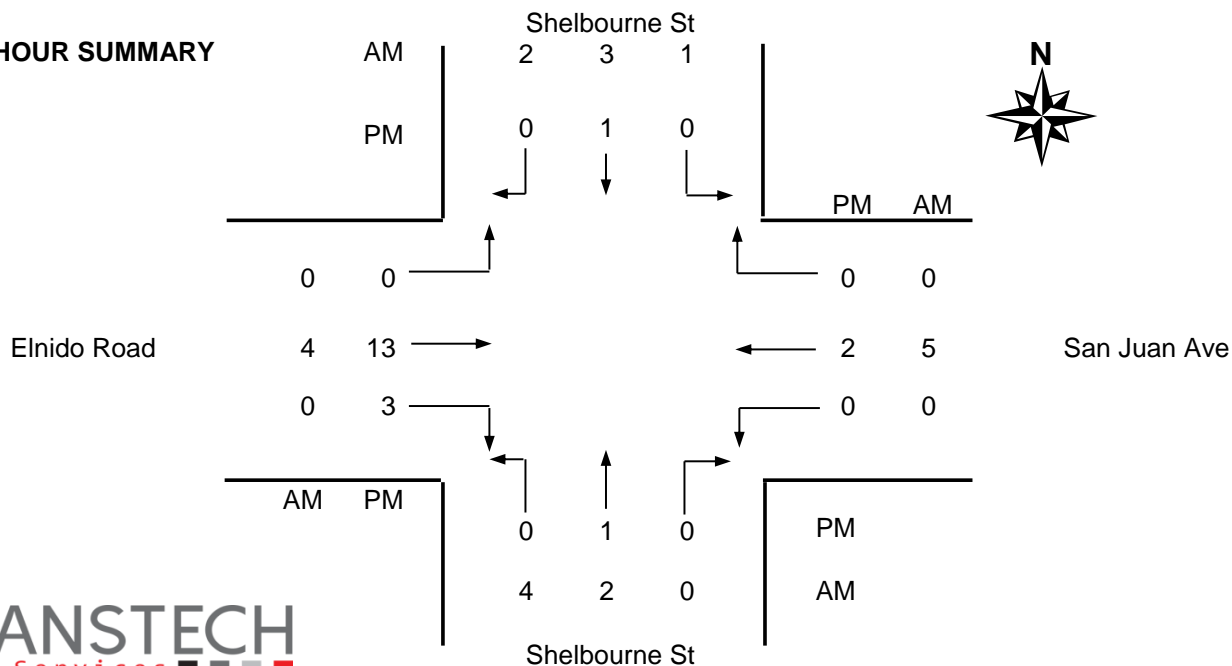 Shelbourne St
HOUR SUMMARY AM 2 3 1 N
PM 0 1 0
PM AM
0 0 0 0
Elnido Road 4 13 2 5 San Juan Ave
0 3 0 0
AM PM
0 1 0 PM
4 2 0 AM
ANSTECH
Services
Shelbourne St